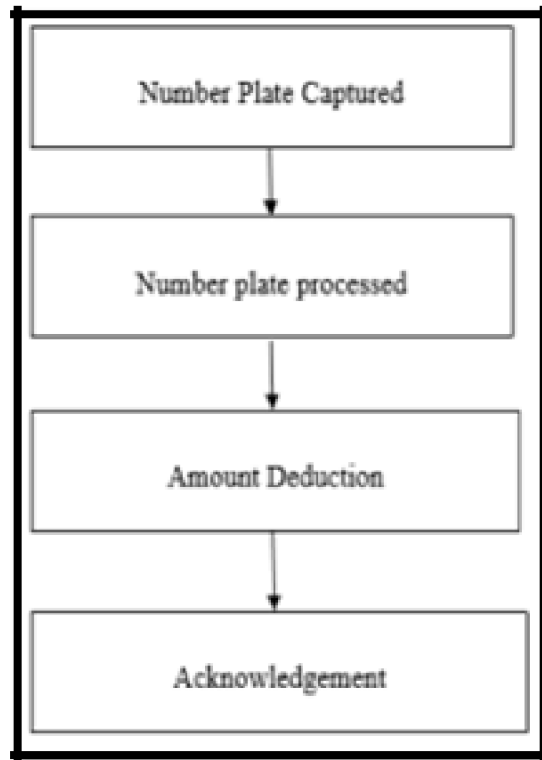 Number Plate Captured
Number plate processed
Amount Deduction
Acknowledgement